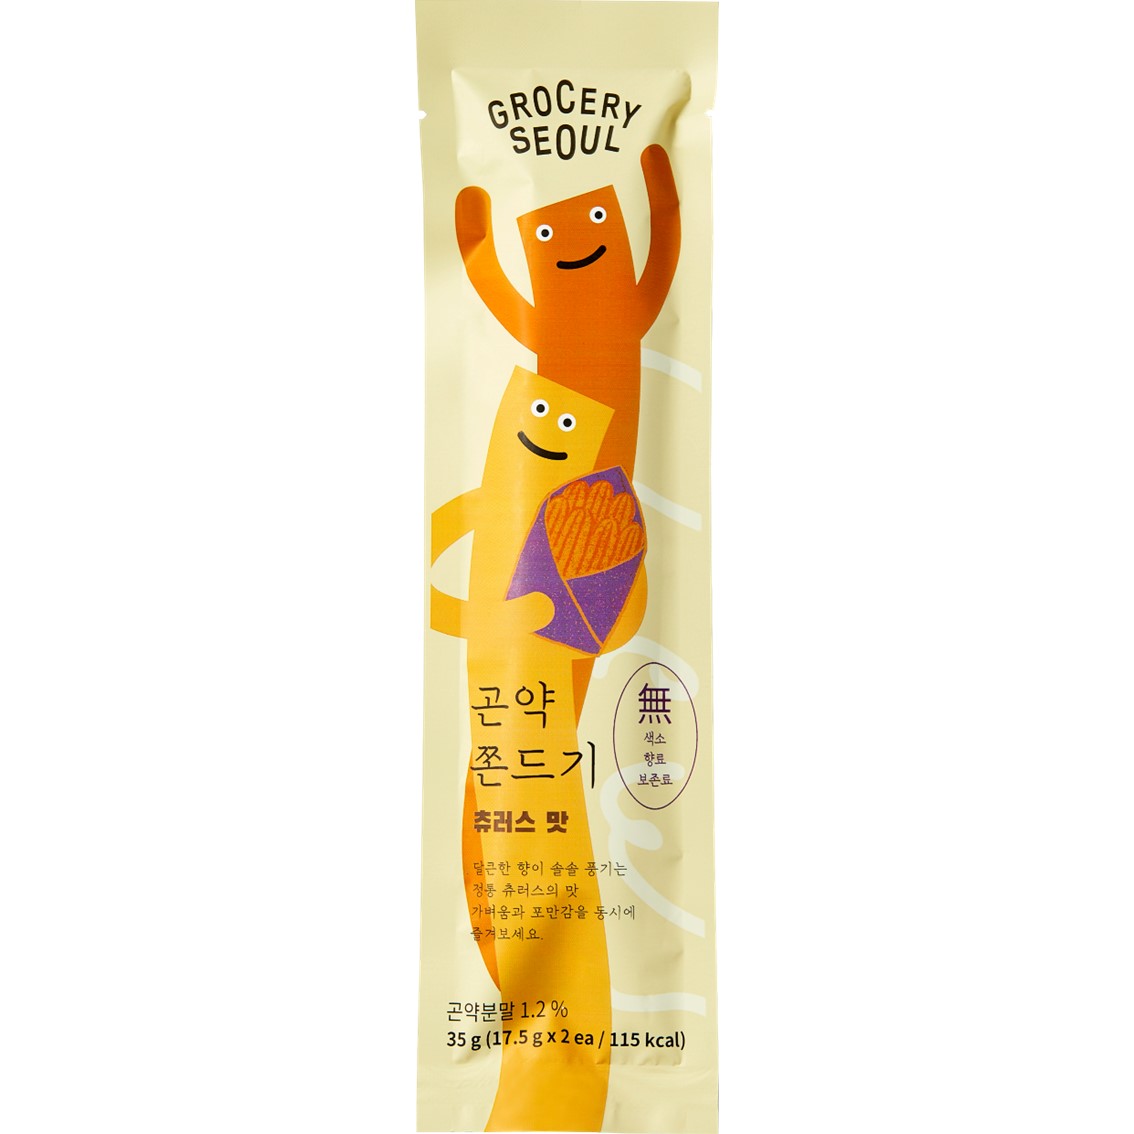 GROCERY
SEOUL
곤약
쫀드기
츄러스 맛
無
색소
향료
보존료
달큰한 향이 솔솔 풍기는
정통 츄러스의 맛
가벼움과 포만감을 동시에
즐겨보세요.
곤약분말 1.2 %
35 g (17.5 g x 2 ea / 115 kcal)